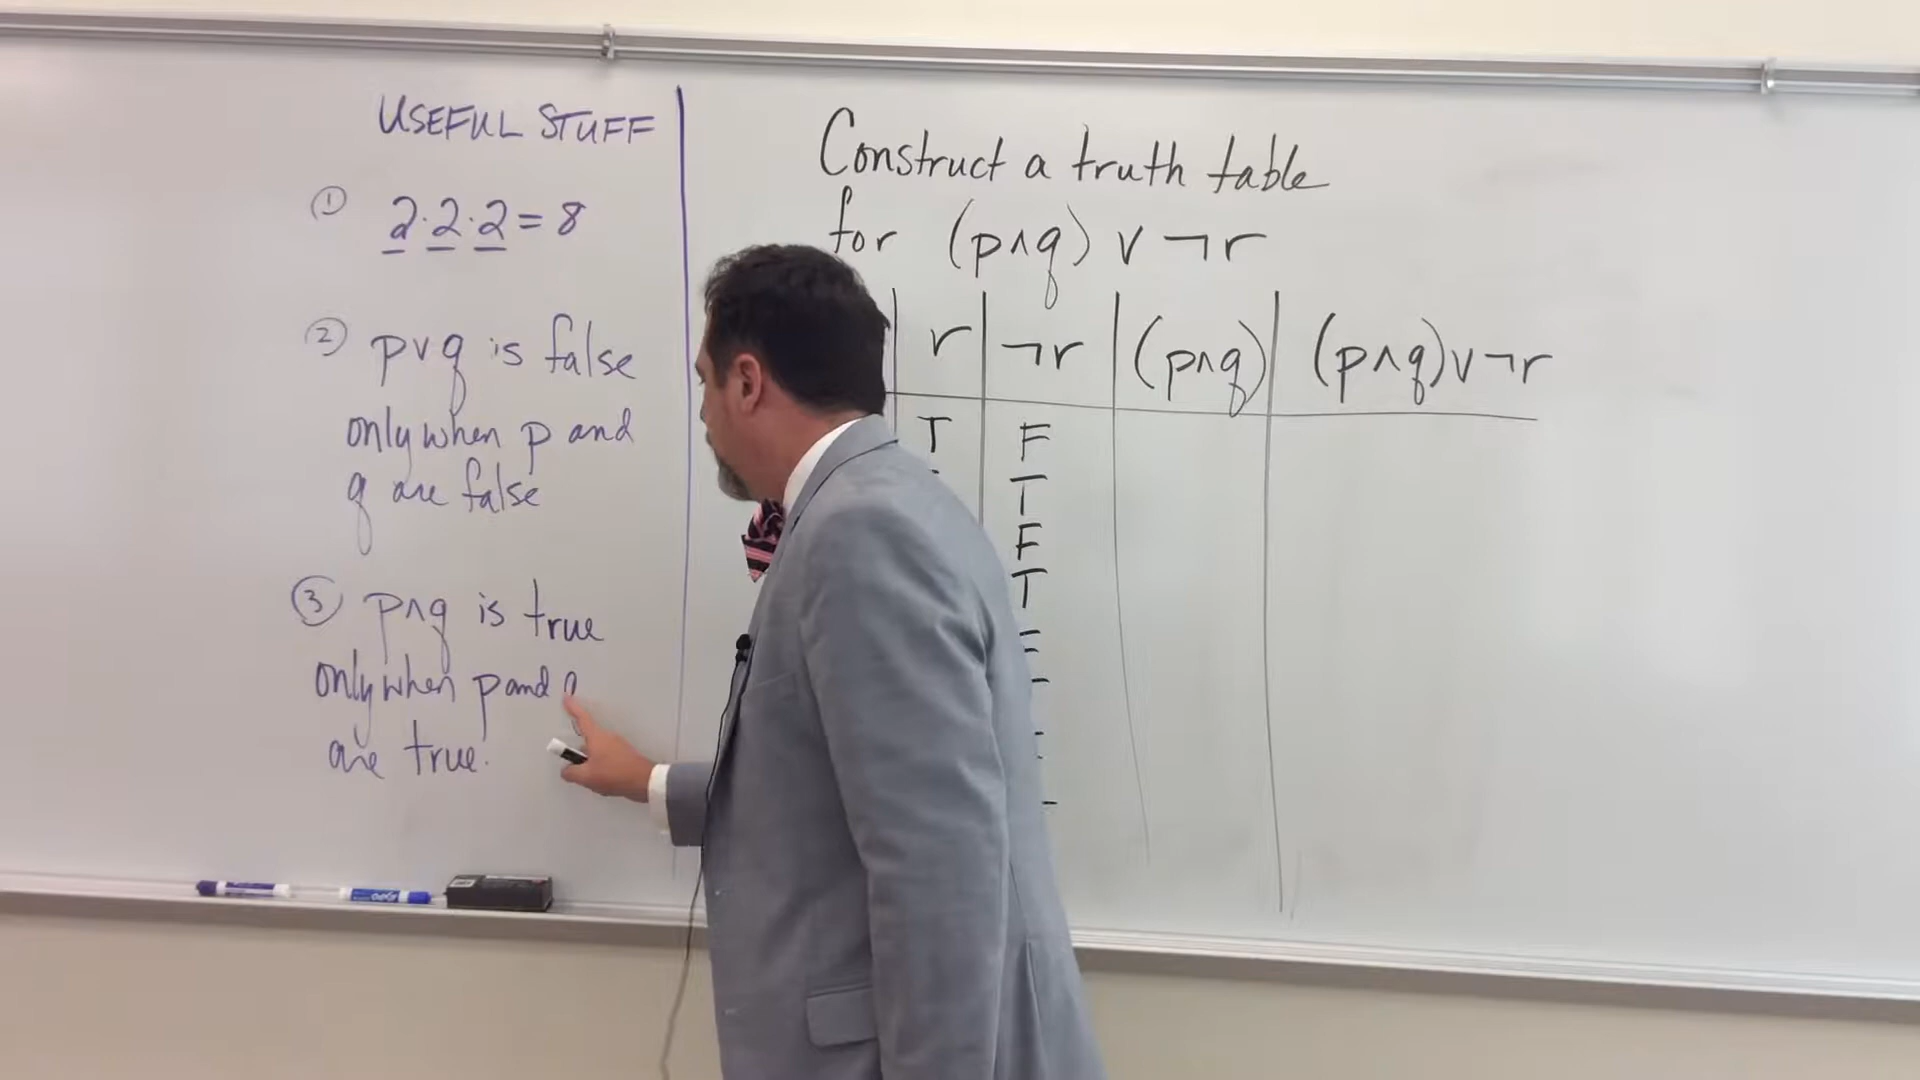 USEFUL STUFF
① 2·2·2=8
② p∨q is false
only when p and
q are false
③ p∧q is true
only when p and
are true.
Construct a truth table
for (p∧q) ∨ ¬r
r ¬r (p∧q) (p∧q)∨¬r
T F
T
F
T